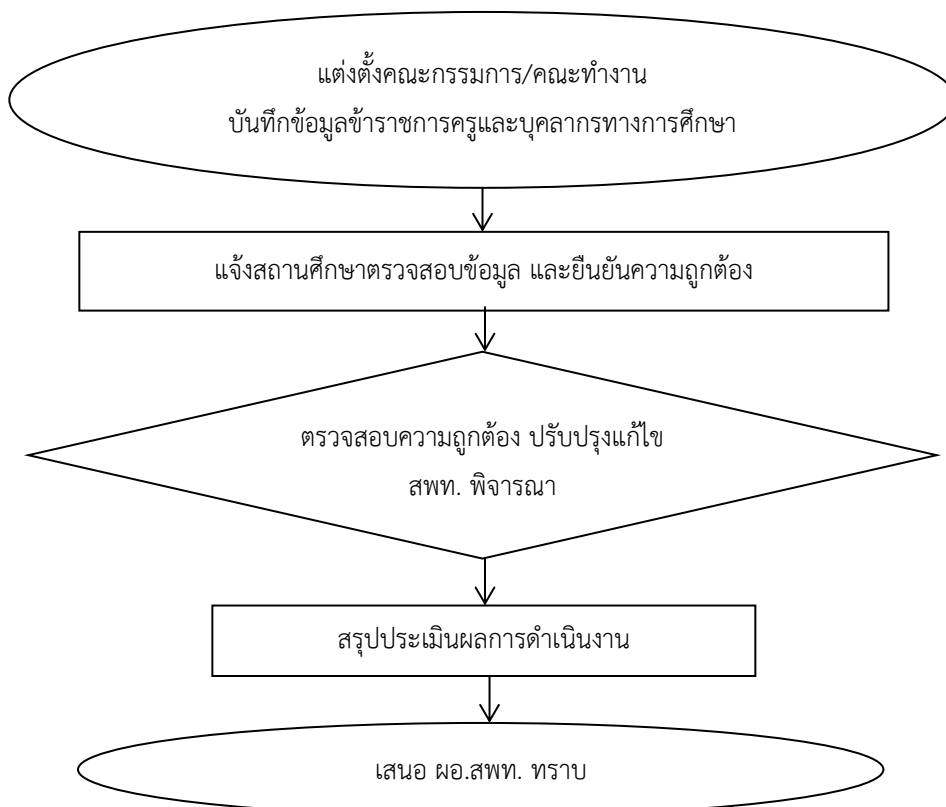 แต่งตั้งคณะกรรมการ/คณะทำงาน
บันทึกข้อมูลข้าราชการครูและบุคลากรทางการศึกษา
แจ้งสถานศึกษาตรวจสอบข้อมูล และยืนยันความถูกต้อง
ตรวจสอบความถูกต้อง ปรับปรุงแก้ไข
สพท. พิจารณา
สรุปประเมินผลการดำเนินงาน
เสนอ ผอ.สพท. ทราบ